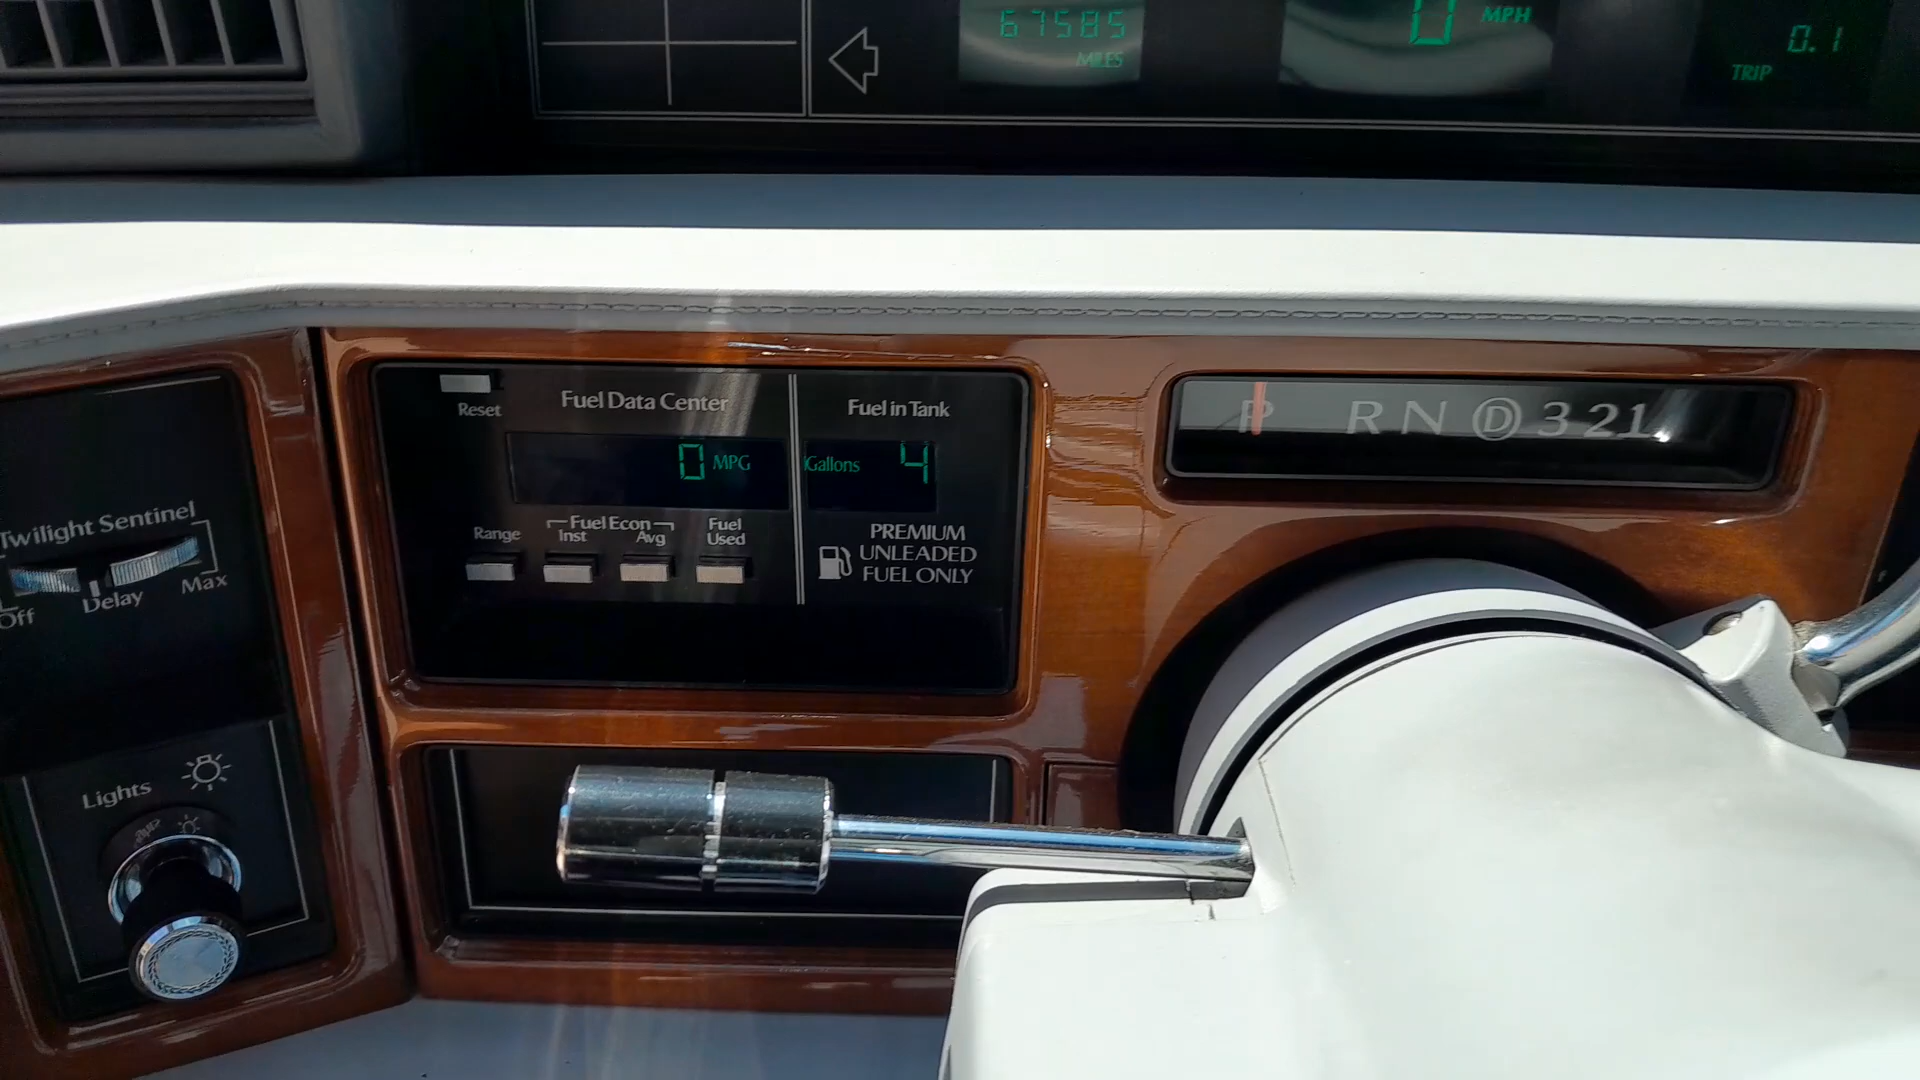 67585
MILES
0 MPH
0.1
TRIP
Reset
Fuel Data Center
Fuel in Tank
0 MPG
Gallons 4
Range
Fuel Econ
Inst
Avg
Fuel
Used
PREMIUM
UNLEADED
FUEL ONLY
P R N D 3 2 1
Twilight Sentinel
Off
Delay
Max
Lights